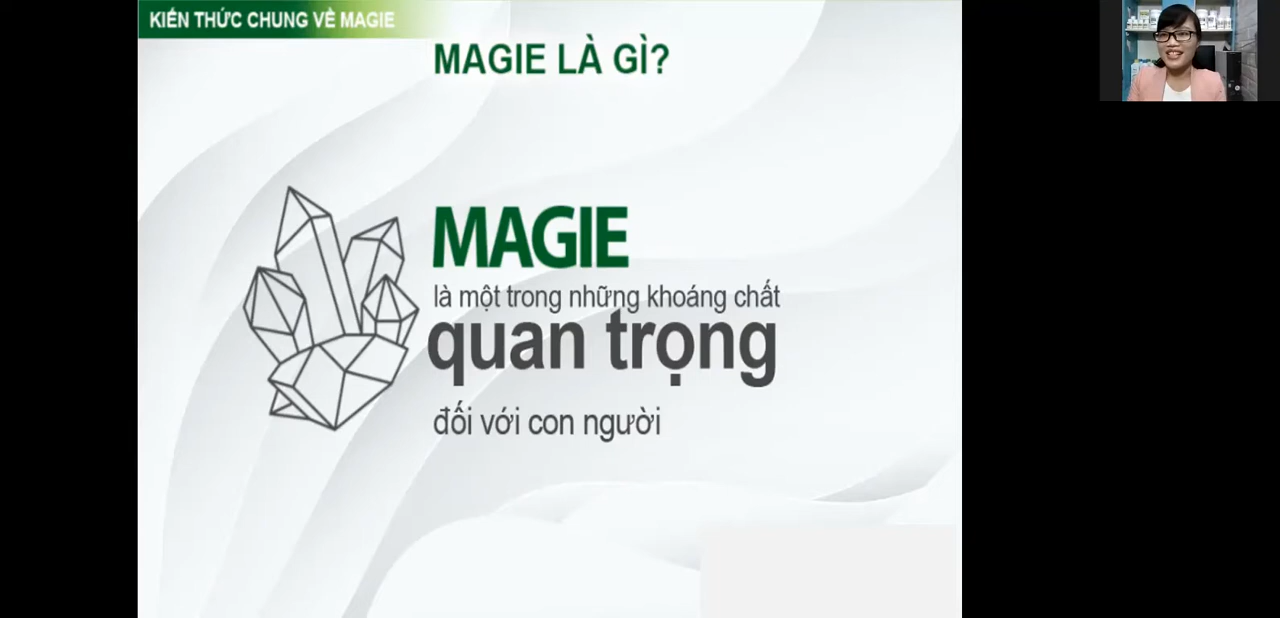 KIẾN THỨC CHUNG VỀ MAGIE
MAGIE LÀ GÌ?
MAGIE
là một trong những khoáng chất
quan trọng
đối với con người